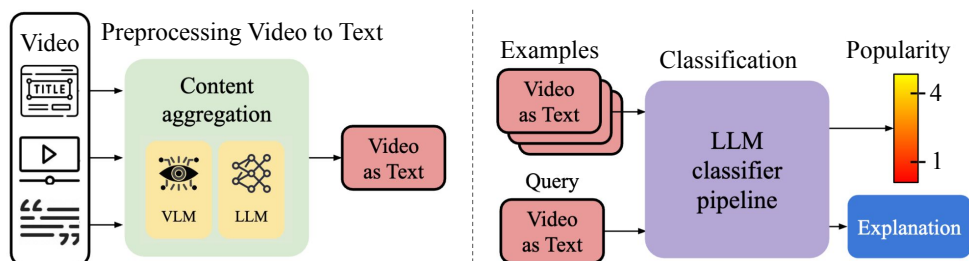 Preprocessing Video to Text
Video
TITLE
Content
aggregation
VLM
LLM
Video
as Text
Examples
Video
as Text
Query
Video
as Text
Classification
LLM
classifier
pipeline
Popularity
4
1
Explanation